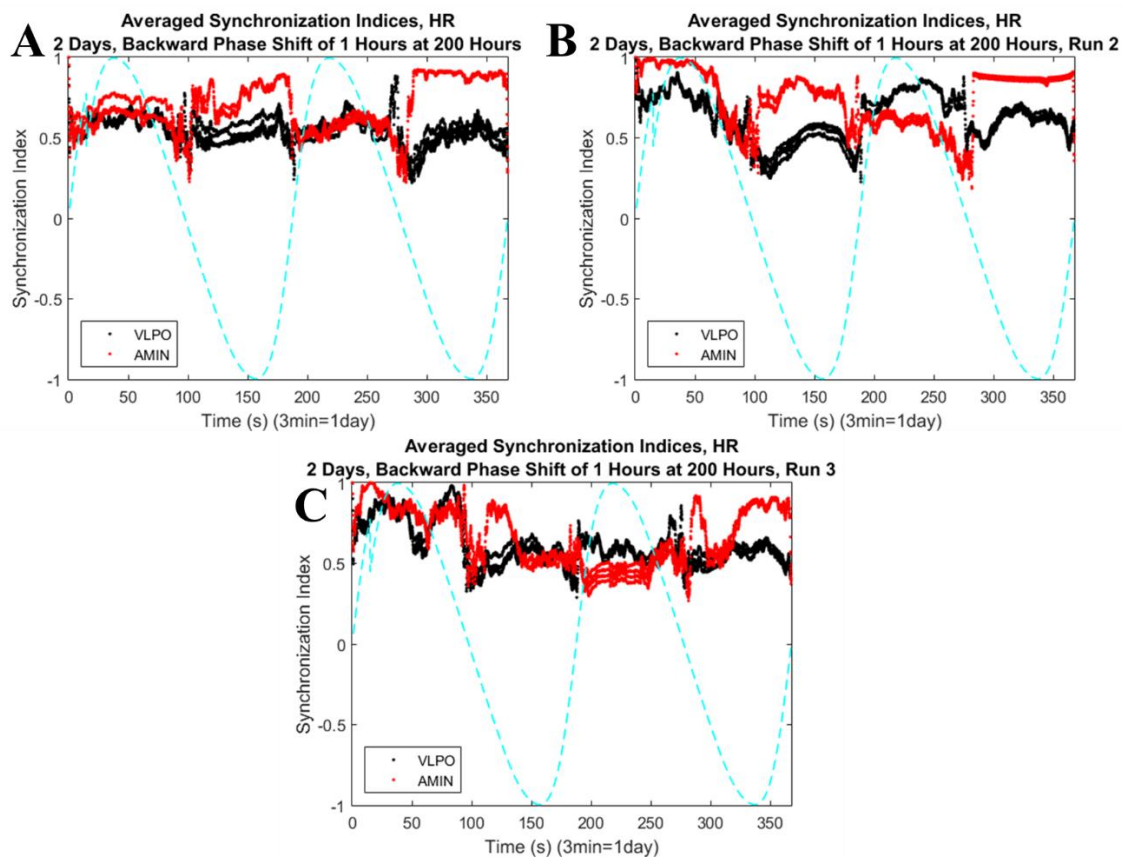 A
Averaged Synchronization Indices, HR
2 Days, Backward Phase Shift of 1 Hours at 200 Hours
1
0.5
0
-0.5
-1
Synchronization Index
VLPO
AMIN
0 50 100 150 200 250 300 350
Time (s) (3min=1day)
B
Averaged Synchronization Indices, HR
2 Days, Backward Phase Shift of 1 Hours at 200 Hours, Run 2
1
0.5
0
-0.5
-1
Synchronization Index
VLPO
AMIN
0 50 100 150 200 250 300 350
Time (s) (3min=1day)
Averaged Synchronization Indices, HR
2 Days, Backward Phase Shift of 1 Hours at 200 Hours, Run 3
C
1
0.5
0
-0.5
-1
Synchronization Index
VLPO
AMIN
0 50 100 150 200 250 300 350
Time (s) (3min=1day)